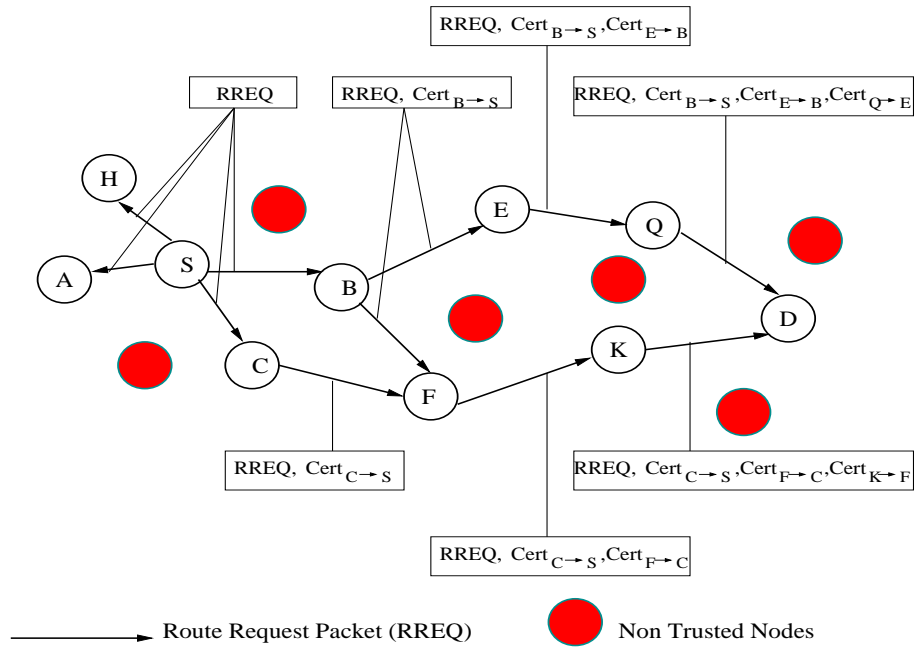 RREQ, Cert B→S ,Cert E→B
RREQ
RREQ, Cert B→S
RREQ, Cert B→S ,Cert E→B ,Cert Q→E
H
E
Q
A
S
B
D
C
K
F
RREQ, Cert C→S
RREQ, Cert C→S ,Cert F→C ,Cert K→F
RREQ, Cert C→S ,Cert F→C
Route Request Packet (RREQ)
Non Trusted Nodes